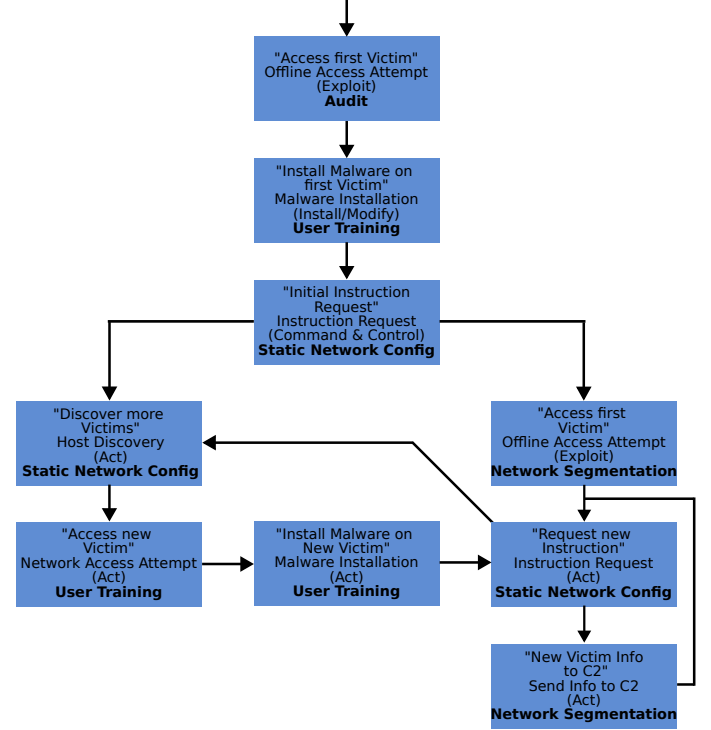 "Access first Victim"
Offline Access Attempt
(Exploit)
Audit
"Install Malware on
first Victim"
Malware Installation
(Install/Modify)
User Training
"Initial Instruction
Request"
Instruction Request
(Command & Control)
Static Network Config
"Discover more
Victims"
Host Discovery
(Act)
Static Network Config
"Access first
Victim"
Offline Access Attempt
(Exploit)
Network Segmentation
"Access new
Victim"
Network Access Attempt
(Act)
User Training
"Install Malware on
New Victim"
Malware Installation
(Act)
User Training
"Request new
Instruction"
Instruction Request
(Act)
Static Network Config
"New Victim Info
to C2"
Send Info to C2
(Act)
Network Segmentation